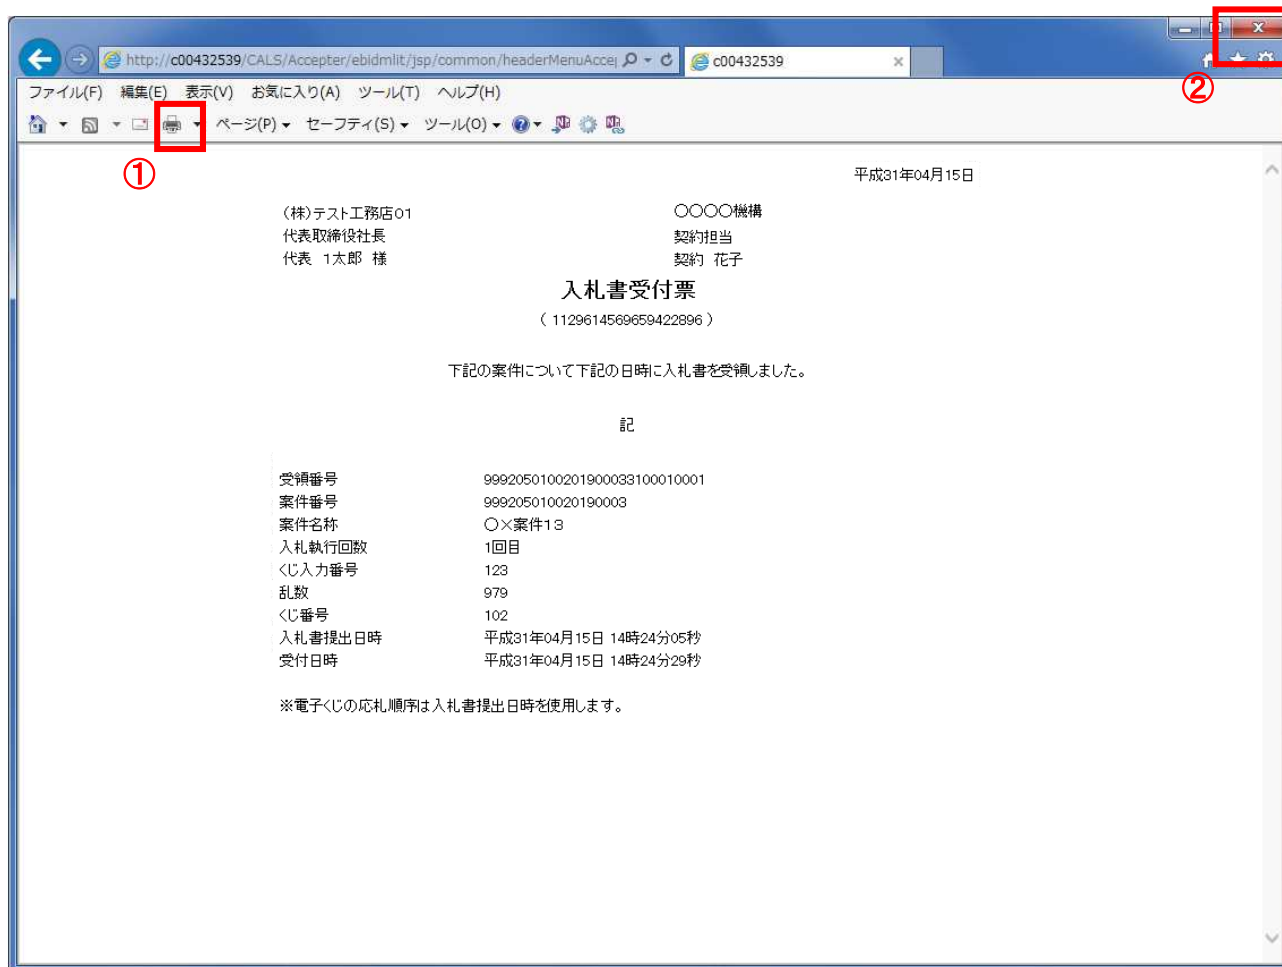 http://c00432539/CALS/Accepter/ebidmlit/jsp/common/headerMenuAccep
c00432539
②
ファイル(F) 編集(E) 表示(V) お気に入り(A) ツール(T) ヘルプ(H)
ページ(P) セーフティ(S) ツール(O)
①
平成31年04月15日
(株)テスト工務店01 〇〇〇〇機構
代表取締役社長 契約担当
代表 1太郎 様 契約 花子
入札書受付票
( 1129614569659422896 )
下記の案件について下記の日時に入札書を受領しました。
記
受領番号 9992050100201900033100010001
案件番号 999205010020190003
案件名称 〇×案件13
入札執行回数 1回目
くじ入力番号 123
乱数 979
くじ番号 102
入札書提出日時 平成31年04月15日 14時24分05秒
受付日時 平成31年04月15日 14時24分29秒
※電子くじの応札順序は入札書提出日時を使用します。